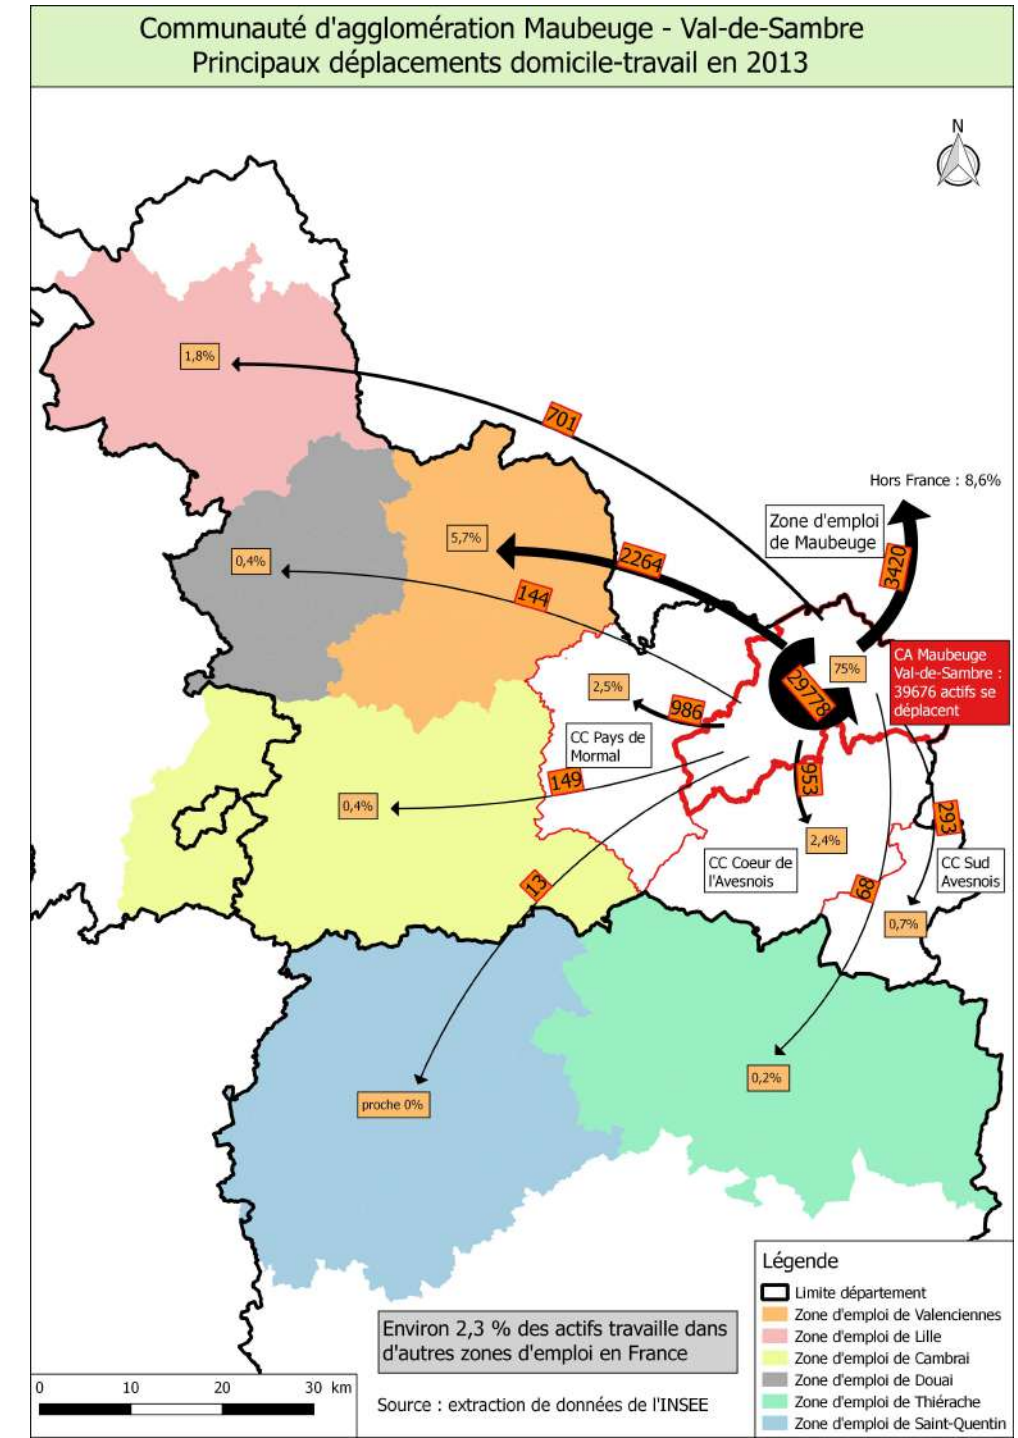 Communauté d'agglomération Maubeuge - Val-de-Sambre
Principaux déplacements domicile-travail en 2013
N
1,8%
701
Hors France : 8,6%
Zone d'emploi
de Maubeuge
3420
5,7%
2264
0,4%
144
CA Maubeuge
Val-de-Sambre :
39676 actifs se
déplacent
75%
29778
2,5%
986
CC Pays de
Mormal
149
953
0,4%
293
2,4%
CC Coeur de
l'Avesnois
CC Sud
Avesnois
13
68
0,7%
0,2%
proche 0%
Légende
Limite département
Zone d'emploi de Valenciennes
Zone d'emploi de Lille
Zone d'emploi de Cambrai
Zone d'emploi de Douai
Zone d'emploi de Thiérache
Zone d'emploi de Saint-Quentin
Environ 2,3 % des actifs travaille dans
d'autres zones d'emploi en France
0 10 20 30 km
Source : extraction de données de l'INSEE